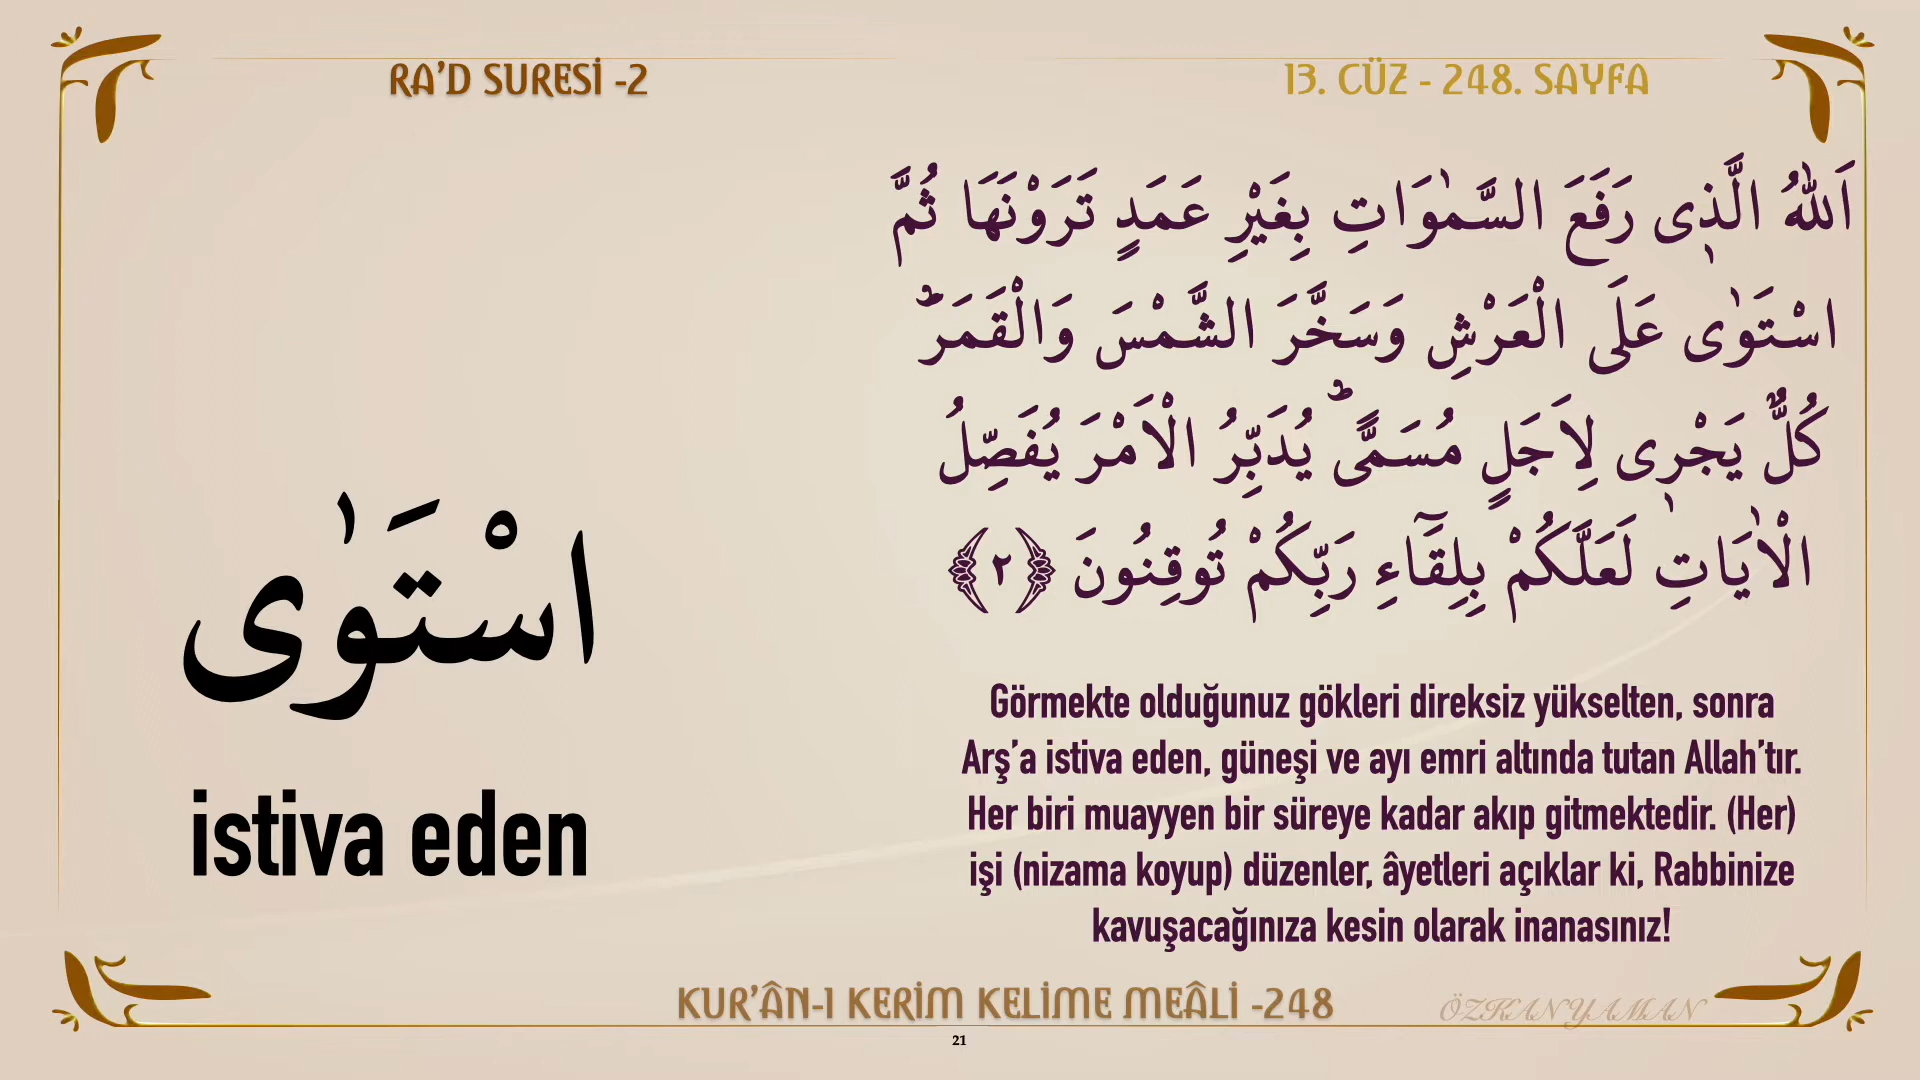 RA’D SURESİ -2
13. CÜZ - 248. SAYFA
اَللّٰهُ الَّذٖى رَفَعَ السَّمٰوَاتِ بِغَيْرِ عَمَدٍ تَرَوْنَهَا ثُمَّ
اسْتَوٰى عَلَى الْعَرْشِ وَسَخَّرَ الشَّمْسَ وَالْقَمَرَؕ
كُلٌّ يَجْرٖى لِاَجَلٍ مُسَمًّىؕ يُدَبِّرُ الْاَمْرَ يُفَصِّلُ
الْاٰيَاتِ لَعَلَّكُمْ بِلِقَٓاءِ رَبِّكُمْ تُوقِنُونَ ﴿٢﴾
اسْتَوٰى
istiva eden
Görmekte olduğunuz gökleri direksiz yükselten, sonra
Arş’a istiva eden, güneşi ve ayı emri altında tutan Allah’tır.
Her biri muayyen bir süreye kadar akıp gitmektedir. (Her)
işi (nizama koyup) düzenler, âyetleri açıklar ki, Rabbinize
kavuşacağınıza kesin olarak inanasınız!
KUR’ÂN-I KERİM KELİME MEÂLİ -248
ÖZKAN YAMAN
21